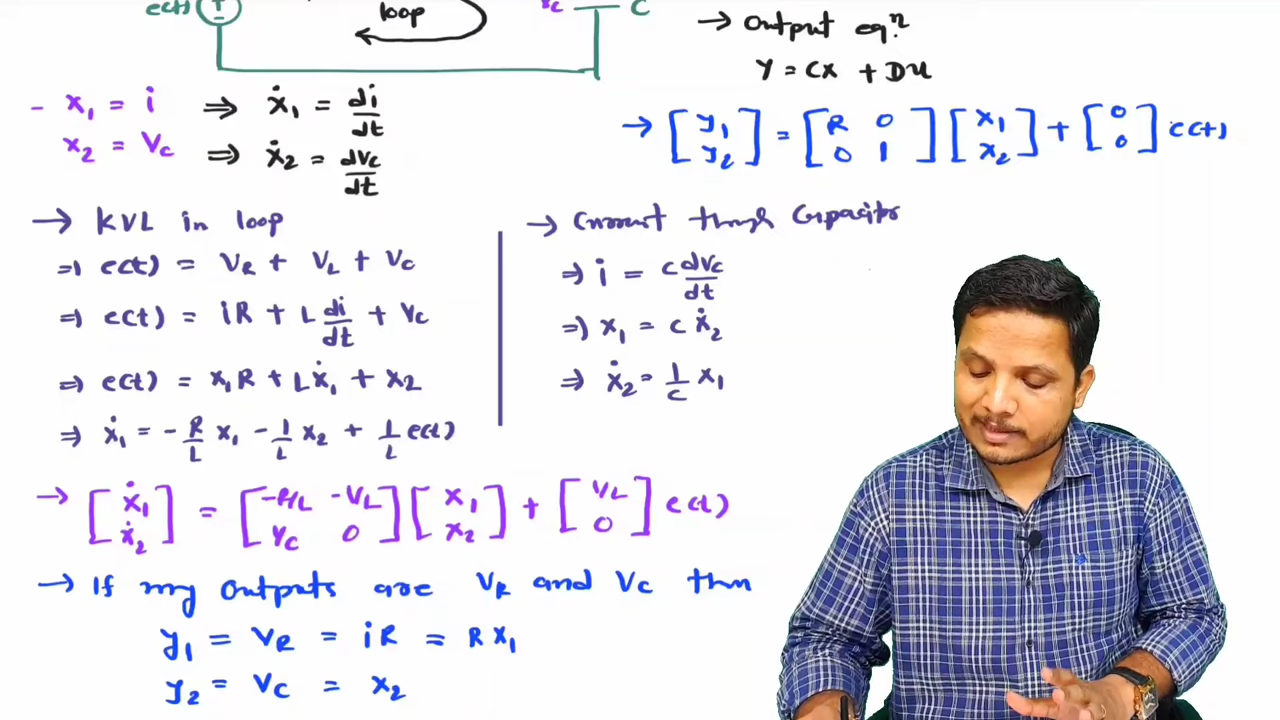 e(t) + - loop Vc C
→ Output eqⁿ.
Y = CX + DU
- x₁ = i ⇒ ẋ₁ = di/dt
x₂ = Vc ⇒ ẋ₂ = dVc/dt
→ [y₁ y₂] = [R 0 0 1] [x₁ x₂] + [0 0] e(t)
→ KVL in loop
⇒ e(t) = VR + VL + Vc
⇒ e(t) = iR + L di/dt + Vc
⇒ e(t) = x₁R + Lẋ₁ + x₂
⇒ ẋ₁ = -R/L x₁ - 1/L x₂ + 1/L e(t)
→ Current through Capacitor
⇒ i = C dVc/dt
⇒ x₁ = C ẋ₂
⇒ ẋ₂ = 1/C x₁
→ [ẋ₁ ẋ₂] = [-R/L -1/L 1/C 0] [x₁ x₂] + [1/L 0] e(t)
→ If my outputs are VR and Vc then
y₁ = VR = iR = R x₁
y₂ = Vc = x₂